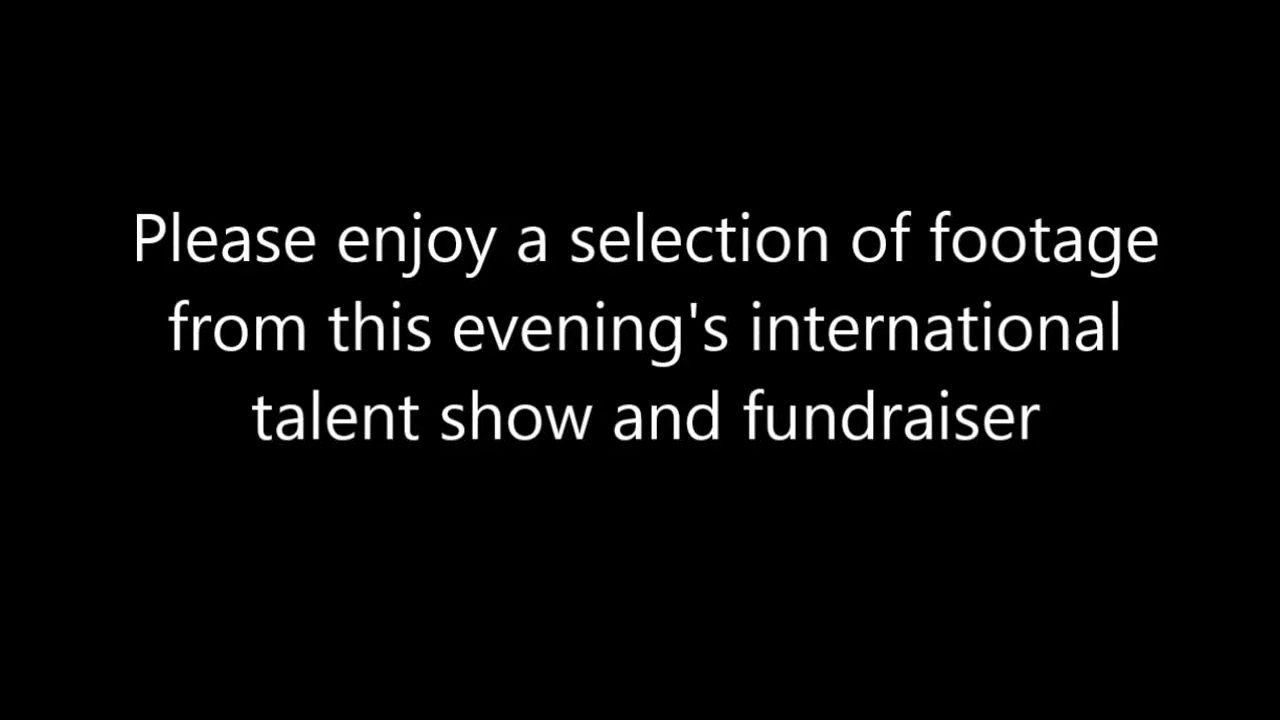 Please enjoy a selection of footage
from this evening's international
talent show and fundraiser